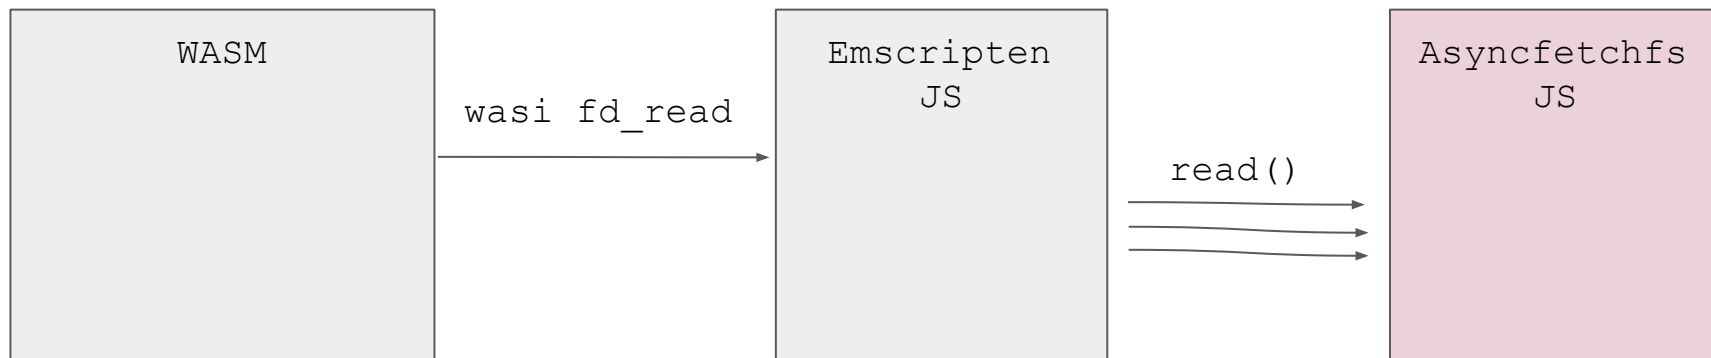 WASM
wasi fd_read
Emscripten
JS
read()
Asyncfetchfs
JS